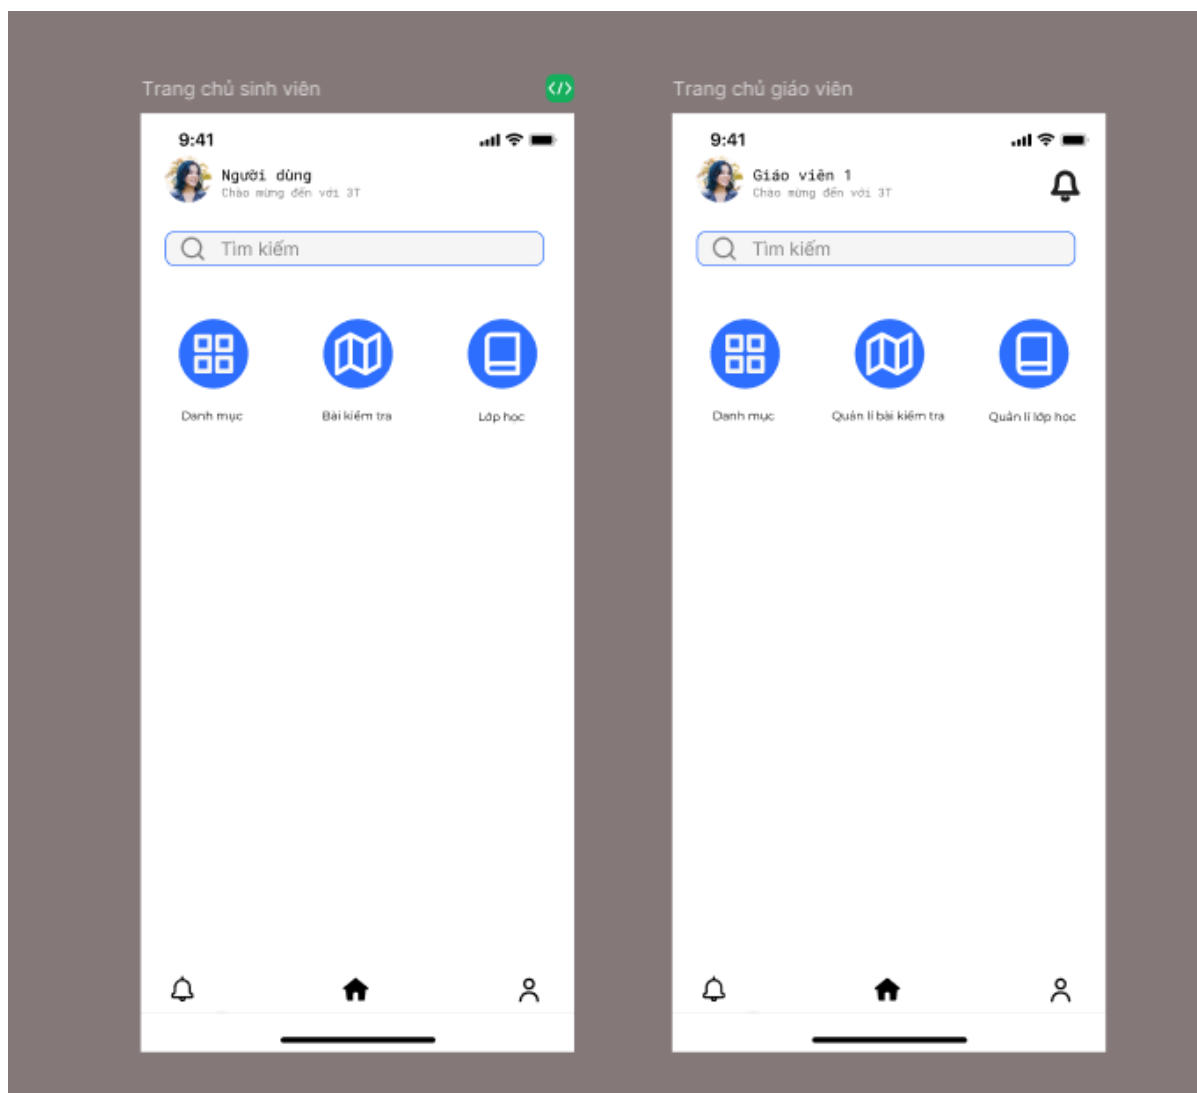 Trang chủ sinh viên
9:41
Người dùng
Chào mừng đến với 3T
Tìm kiếm
Danh mục
Bài kiểm tra
Lớp học
Trang chủ giáo viên
9:41
Giáo viên 1
Chào mừng đến với 3T
Tìm kiếm
Danh mục
Quản lí bài kiểm tra
Quản lí lớp học